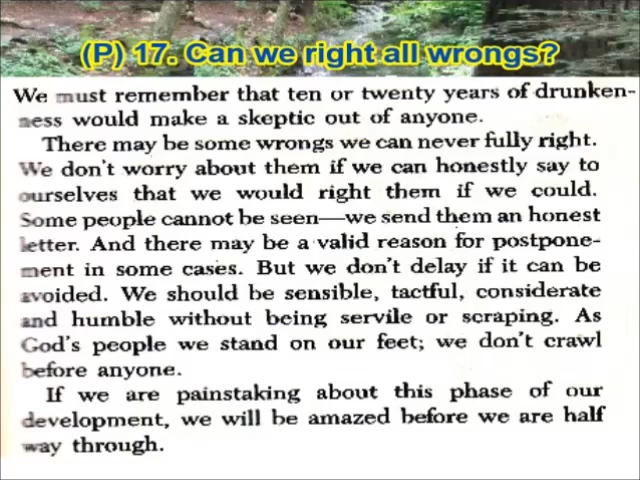 (P) 17. Can we right all wrongs?
We must remember that ten or twenty years of drunken-
ness would make a skeptic out of anyone.
There may be some wrongs we can never fully right.
We don't worry about them if we can honestly say to
ourselves that we would right them if we could.
Some people cannot be seen—we send them an honest
letter. And there may be a valid reason for postpone-
ment in some cases. But we don't delay if it can be
avoided. We should be sensible, tactful, considerate
and humble without being servile or scraping. As
God's people we stand on our feet; we don't crawl
before anyone.
If we are painstaking about this phase of our
development, we will be amazed before we are half
way through.